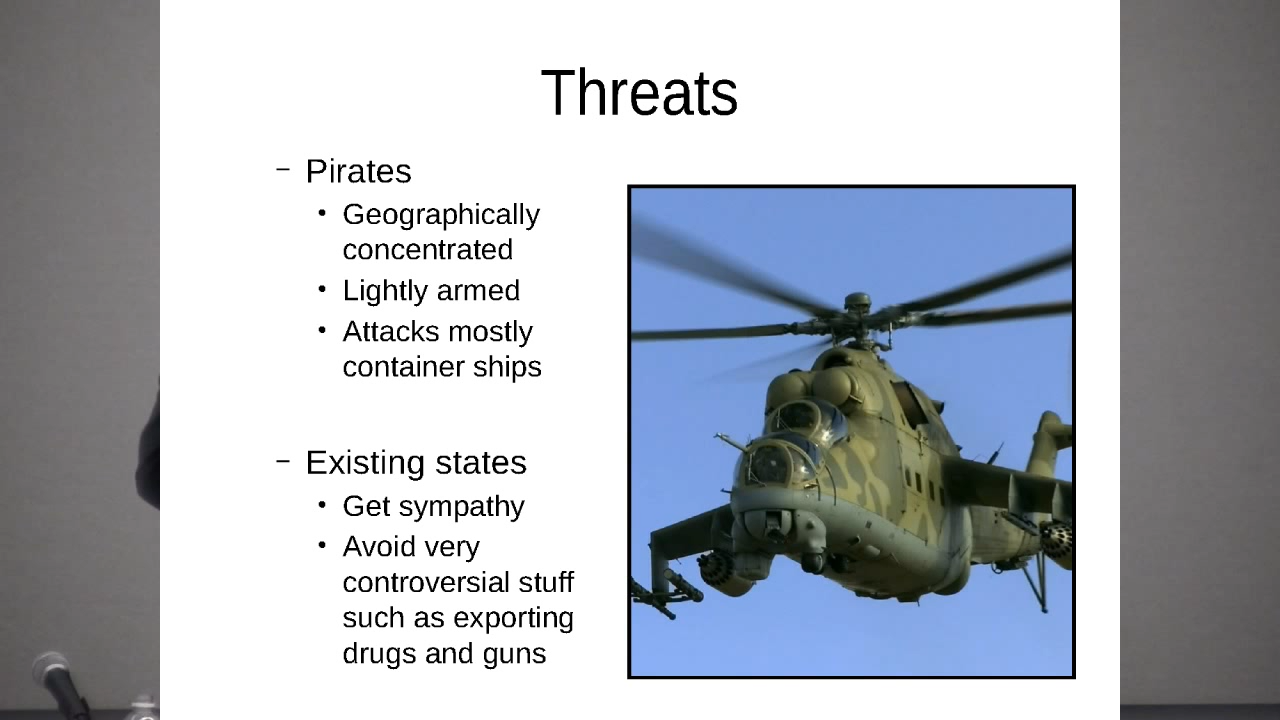 Threats
– Pirates
• Geographically
concentrated
• Lightly armed
• Attacks mostly
container ships
– Existing states
• Get sympathy
• Avoid very
controversial stuff
such as exporting
drugs and guns